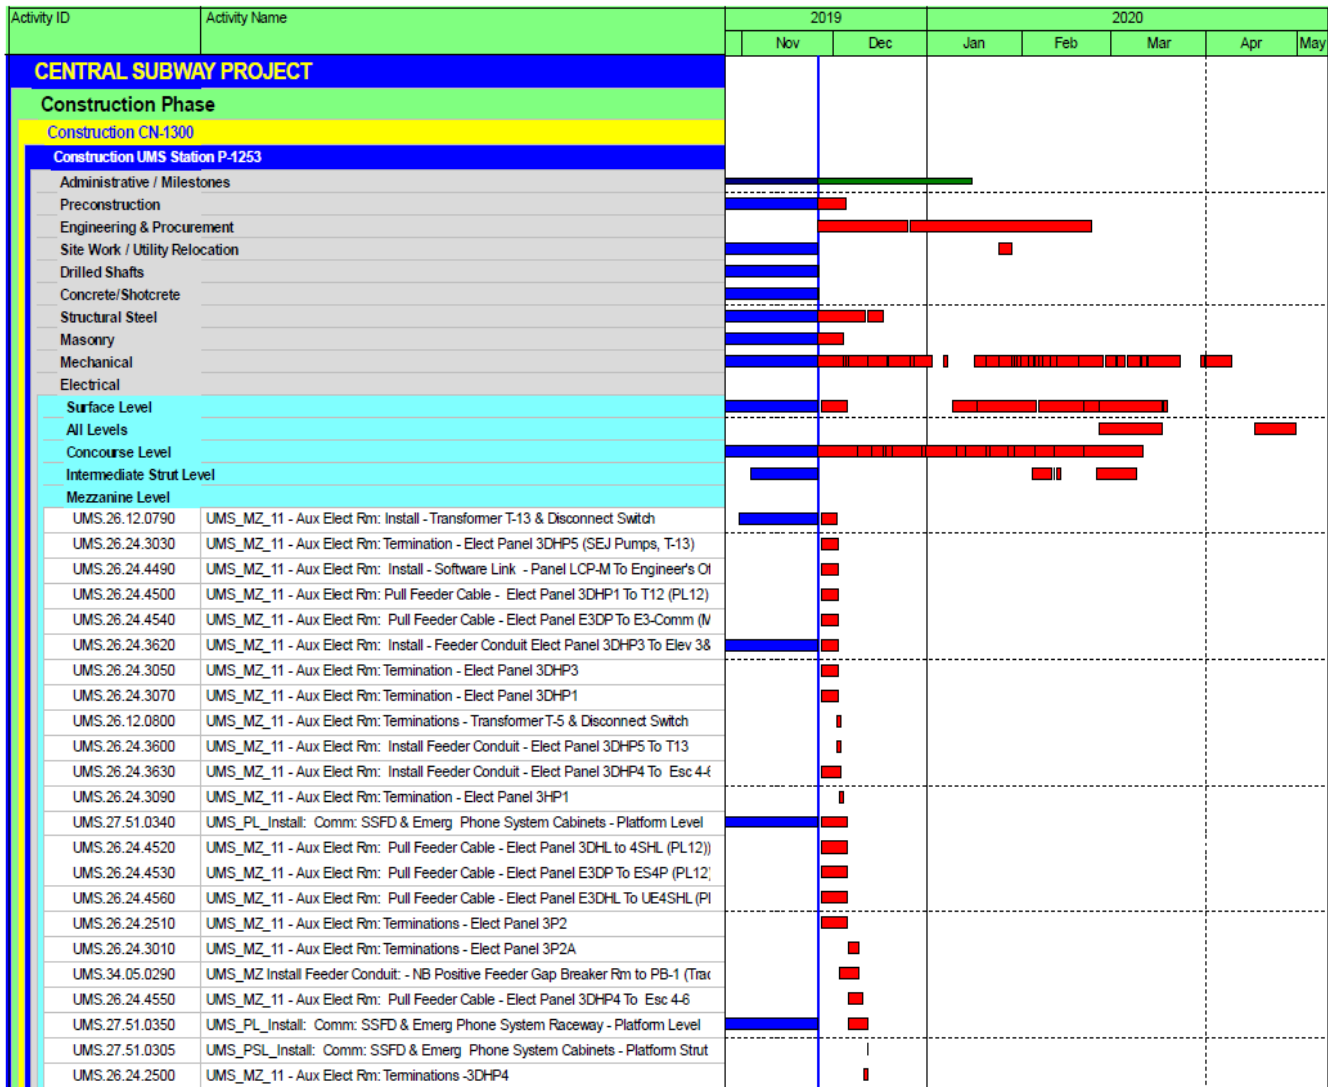 Activity ID Activity Name 2019 2020
Nov Dec Jan Feb Mar Apr May
CENTRAL SUBWAY PROJECT
Construction Phase
Construction CN-1300
Construction UMS Station P-1253
Administrative / Milestones
Preconstruction
Engineering & Procurement
Site Work / Utility Relocation
Drilled Shafts
Concrete/Shotcrete
Structural Steel
Masonry
Mechanical
Electrical
Surface Level
All Levels
Concourse Level
Intermediate Strut Level
Mezzanine Level
UMS.26.12.0790 UMS_MZ_11 - Aux Elect Rm: Install - Transformer T-13 & Disconnect Switch
UMS.26.24.3030 UMS_MZ_11 - Aux Elect Rm: Termination - Elect Panel 3DHP5 (SEJ Pumps, T-13)
UMS.26.24.4490 UMS_MZ_11 - Aux Elect Rm: Install - Software Link - Panel LCP-M To Engineer's
UMS.26.24.4500 UMS_MZ_11 - Aux Elect Rm: Pull Feeder Cable - Elect Panel 3DHP1 To T12 (PL12)
UMS.26.24.4540 UMS_MZ_11 - Aux Elect Rm: Pull Feeder Cable - Elect Panel E3DP To E3-Comm
UMS.26.24.3620 UMS_MZ_11 - Aux Elect Rm: Install - Feeder Conduit Elect Panel 3DHP3 To Elev 3&
UMS.26.24.3050 UMS_MZ_11 - Aux Elect Rm: Termination - Elect Panel 3DHP3
UMS.26.24.3070 UMS_MZ_11 - Aux Elect Rm: Termination - Elect Panel 3DHP1
UMS.26.12.0800 UMS_MZ_11 - Aux Elect Rm: Terminations - Transformer T-5 & Disconnect Switch
UMS.26.24.3600 UMS_MZ_11 - Aux Elect Rm: Install Feeder Conduit - Elect Panel 3DHP5 To T13
UMS.26.24.3630 UMS_MZ_11 - Aux Elect Rm: Install Feeder Conduit - Elect Panel 3DHP4 To Esc
UMS.26.24.3090 UMS_MZ_11 - Aux Elect Rm: Termination - Elect Panel 3HP1
UMS.27.51.0340 UMS_PL_Install: Comm: SSFD & Emerg Phone System Cabinets - Platform Level
UMS.26.24.4520 UMS_MZ_11 - Aux Elect Rm: Pull Feeder Cable - Elect Panel 3DHL to 4SHL (PL12))
UMS.26.24.4530 UMS_MZ_11 - Aux Elect Rm: Pull Feeder Cable - Elect Panel E3DP To ES4P (PL12)
UMS.26.24.4560 UMS_MZ_11 - Aux Elect Rm: Pull Feeder Cable - Elect Panel E3DHL To UE4SHL
UMS.26.24.2510 UMS_MZ_11 - Aux Elect Rm: Terminations - Elect Panel 3P2
UMS.26.24.3010 UMS_MZ_11 - Aux Elect Rm: Terminations - Elect Panel 3P2A
UMS.34.05.0290 UMS_MZ Install Feeder Conduit: - NB Positive Feeder Gap Breaker Rm to PB-1
UMS.26.24.4550 UMS_MZ_11 - Aux Elect Rm: Pull Feeder Cable - Elect Panel 3DHP4 To Esc 4-6
UMS.27.51.0350 UMS_PL_Install: Comm: SSFD & Emerg Phone System Raceway - Platform Level
UMS.27.51.0305 UMS_PSL_Install: Comm: SSFD & Emerg Phone System Cabinets - Platform Strut
UMS.26.24.2500 UMS_MZ_11 - Aux Elect Rm: Terminations -3DHP4